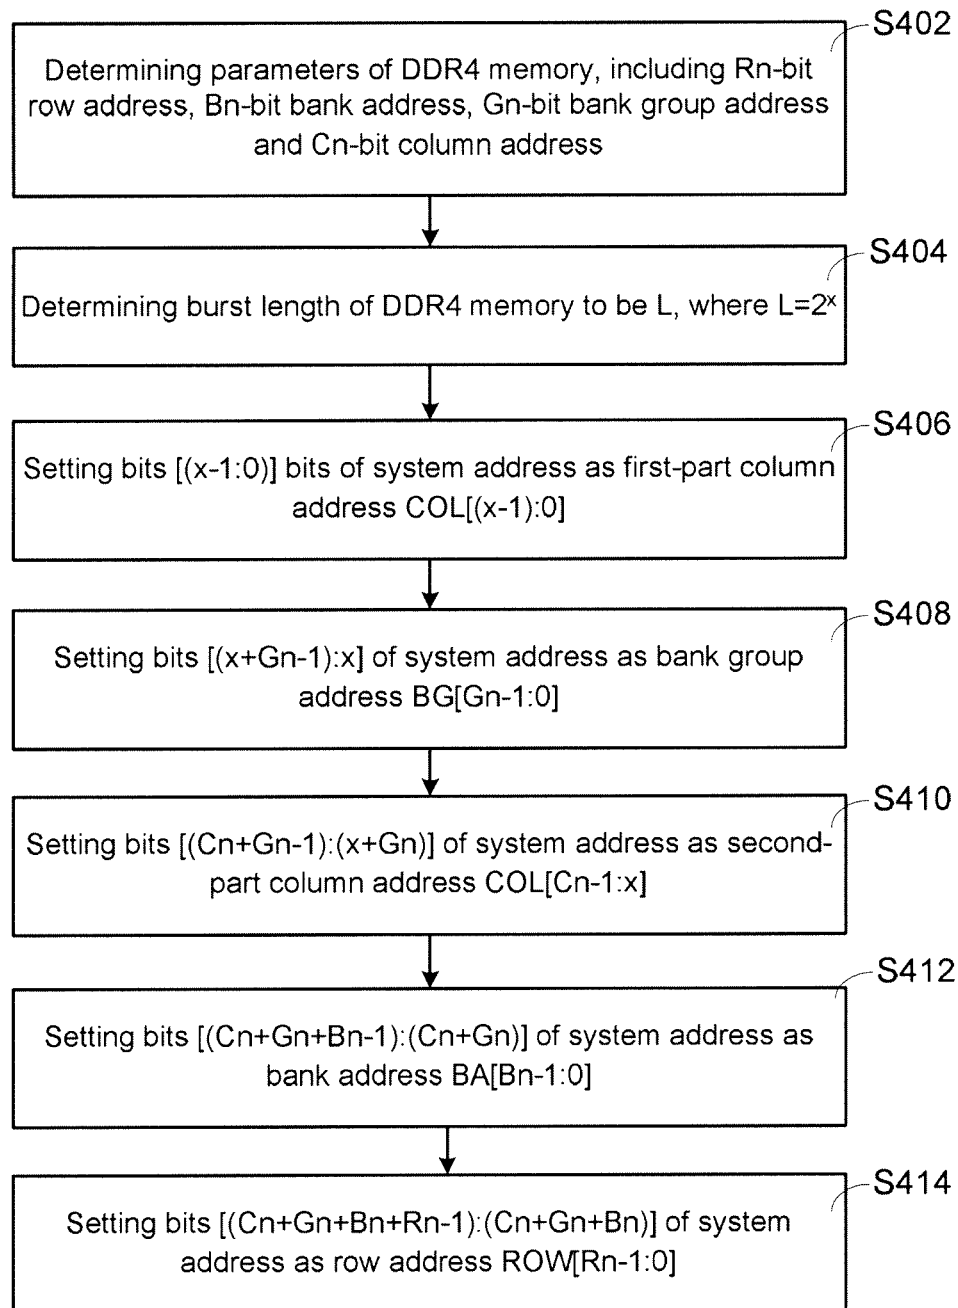 S402
Determining parameters of DDR4 memory, including Rn-bit
row address, Bn-bit bank address, Gn-bit bank group address
and Cn-bit column address
S404
Determining burst length of DDR4 memory to be L, where L=2ˣ
S406
Setting bits [(x-1:0)] bits of system address as first-part column
address COL[(x-1):0]
S408
Setting bits [(x+Gn-1):x] of system address as bank group
address BG[Gn-1:0]
S410
Setting bits [(Cn+Gn-1):(x+Gn)] of system address as second-
part column address COL[Cn-1:x]
S412
Setting bits [(Cn+Gn+Bn-1):(Cn+Gn)] of system address as
bank address BA[Bn-1:0]
S414
Setting bits [(Cn+Gn+Bn+Rn-1):(Cn+Gn+Bn)] of system
address as row address ROW[Rn-1:0]